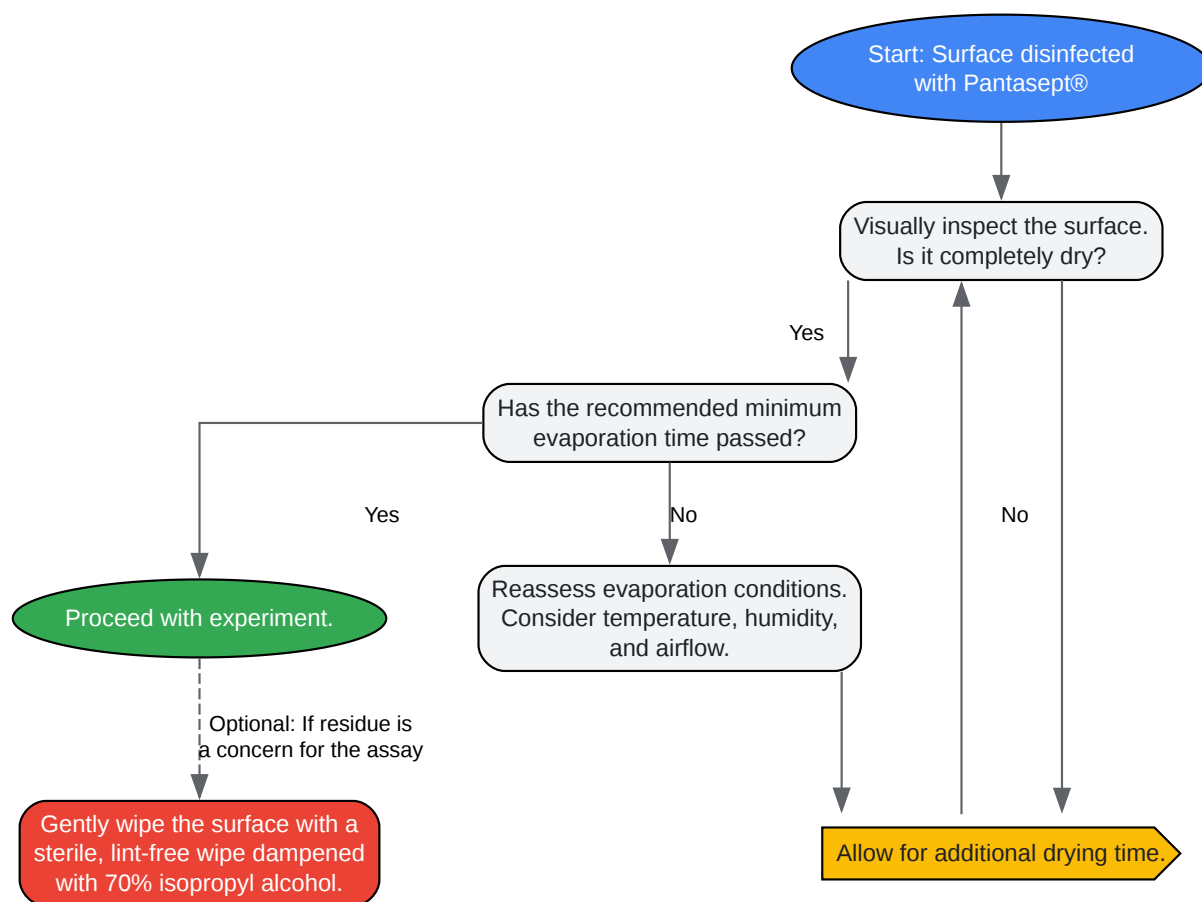 Start: Surface disinfected
with Pantasept®
Visually inspect the surface.
Is it completely dry?
Yes
Has the recommended minimum
evaporation time passed?
Yes
No
No
Reassess evaporation conditions.
Consider temperature, humidity,
and airflow.
Proceed with experiment.
Optional: If residue is
a concern for the assay
Gently wipe the surface with a
sterile, lint-free wipe dampened
with 70% isopropyl alcohol.
Allow for additional drying time.